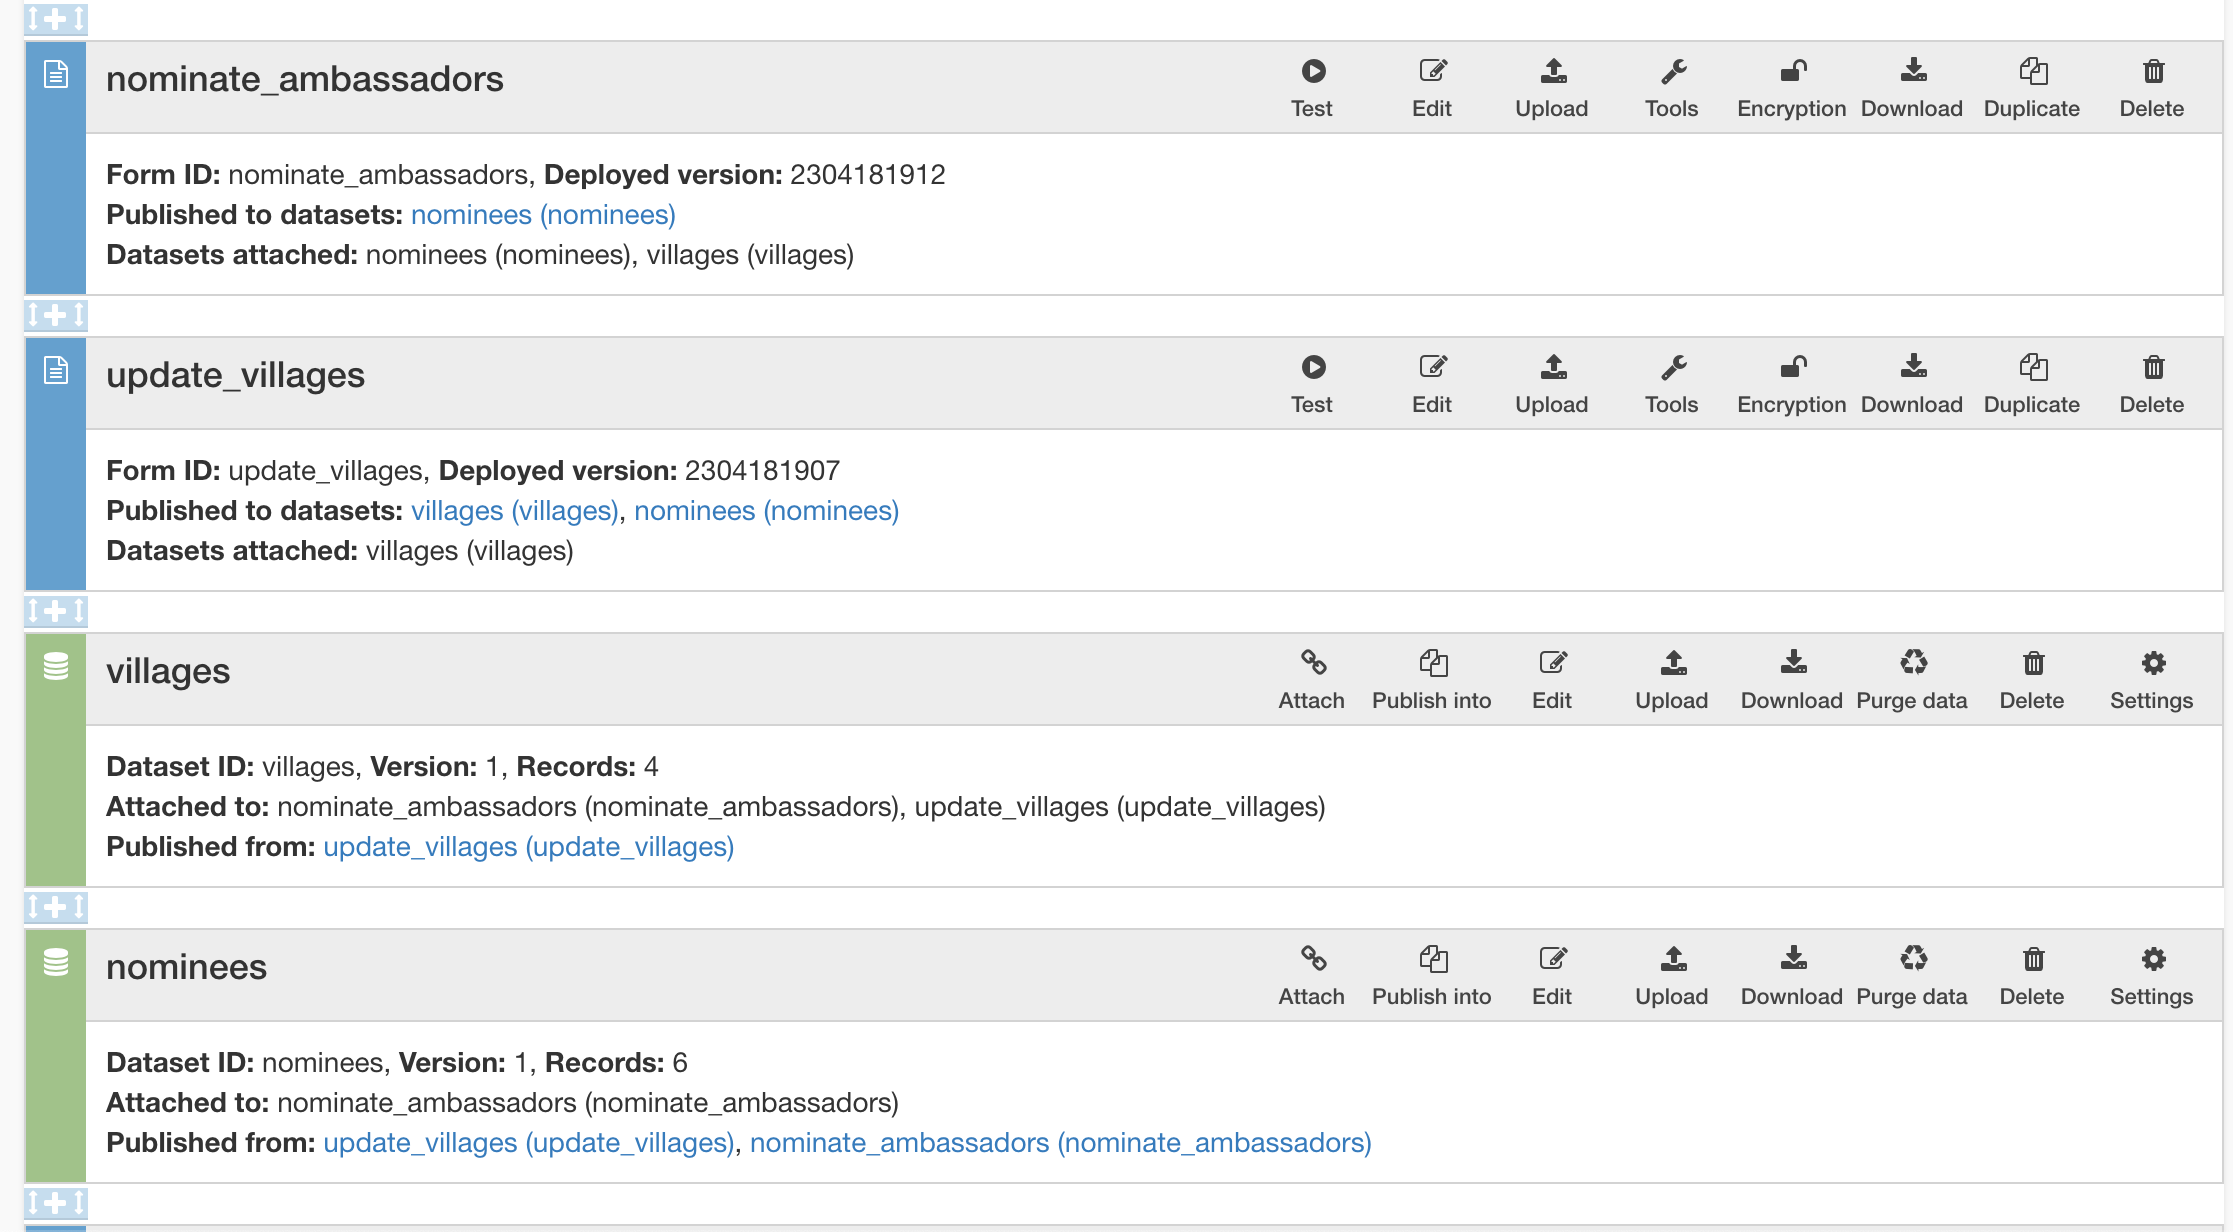 nominate_ambassadors
Test Edit Upload Tools Encryption Download Duplicate Delete
Form ID: nominate_ambassadors, Deployed version: 2304181912
Published to datasets: nominees (nominees)
Datasets attached: nominees (nominees), villages (villages)
update_villages
Test Edit Upload Tools Encryption Download Duplicate Delete
Form ID: update_villages, Deployed version: 2304181907
Published to datasets: villages (villages), nominees (nominees)
Datasets attached: villages (villages)
villages
Attach Publish into Edit Upload Download Purge data Delete Settings
Dataset ID: villages, Version: 1, Records: 4
Attached to: nominate_ambassadors (nominate_ambassadors), update_villages (update_villages)
Published from: update_villages (update_villages)
nominees
Attach Publish into Edit Upload Download Purge data Delete Settings
Dataset ID: nominees, Version: 1, Records: 6
Attached to: nominate_ambassadors (nominate_ambassadors)
Published from: update_villages (update_villages), nominate_ambassadors (nominate_ambassadors)